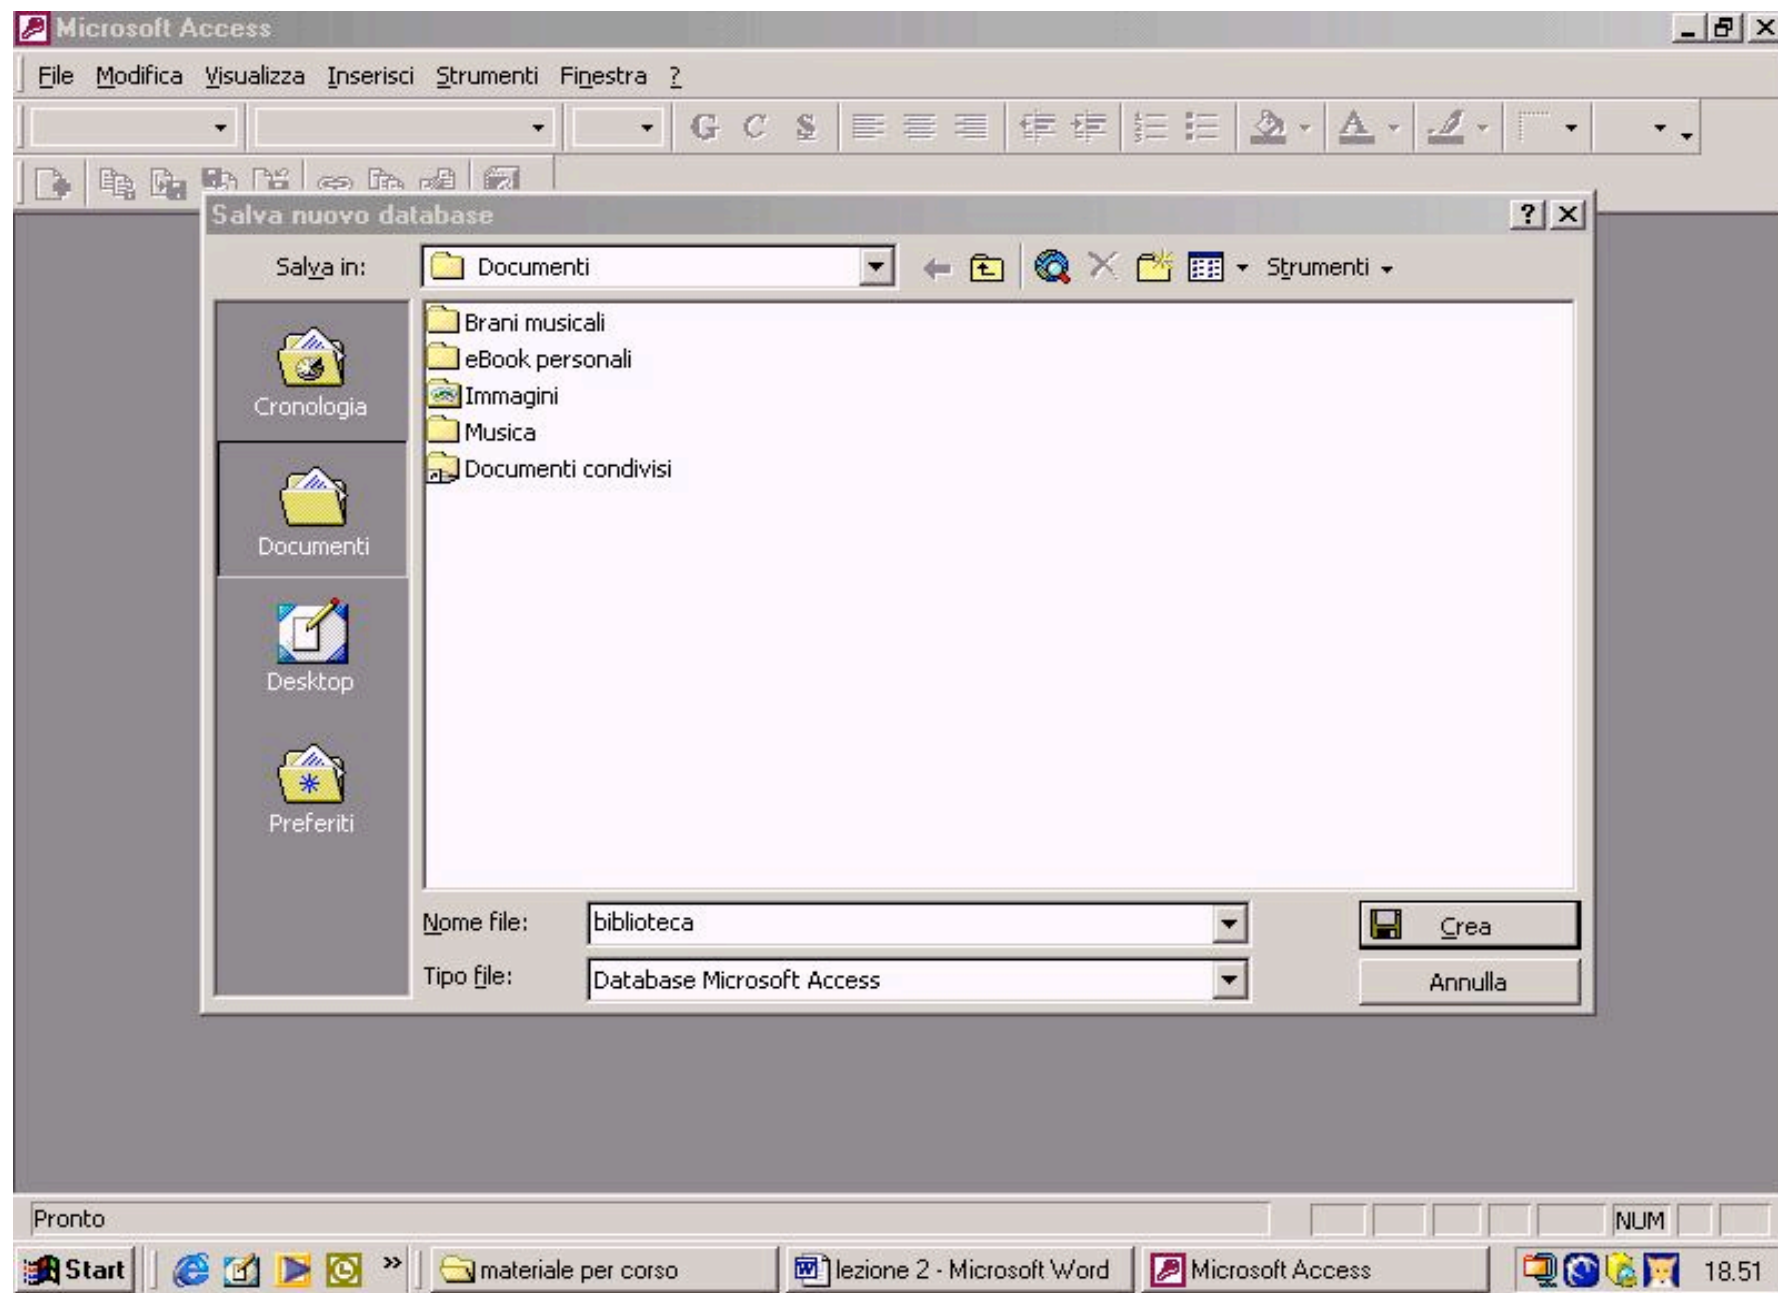 Microsoft Access
File Modifica Visualizza Inserisci Strumenti Finestra ?
G C S
Salva nuovo database
Salva in: Documenti Strumenti
Brani musicali
eBook personali
Immagini
Musica
Documenti condivisi
Cronologia
Documenti
Desktop
Preferiti
Nome file: biblioteca Crea
Tipo file: Database Microsoft Access Annulla
Pronto NUM
Start » materiale per corso lezione 2 - Microsoft Word Microsoft Access 18.51